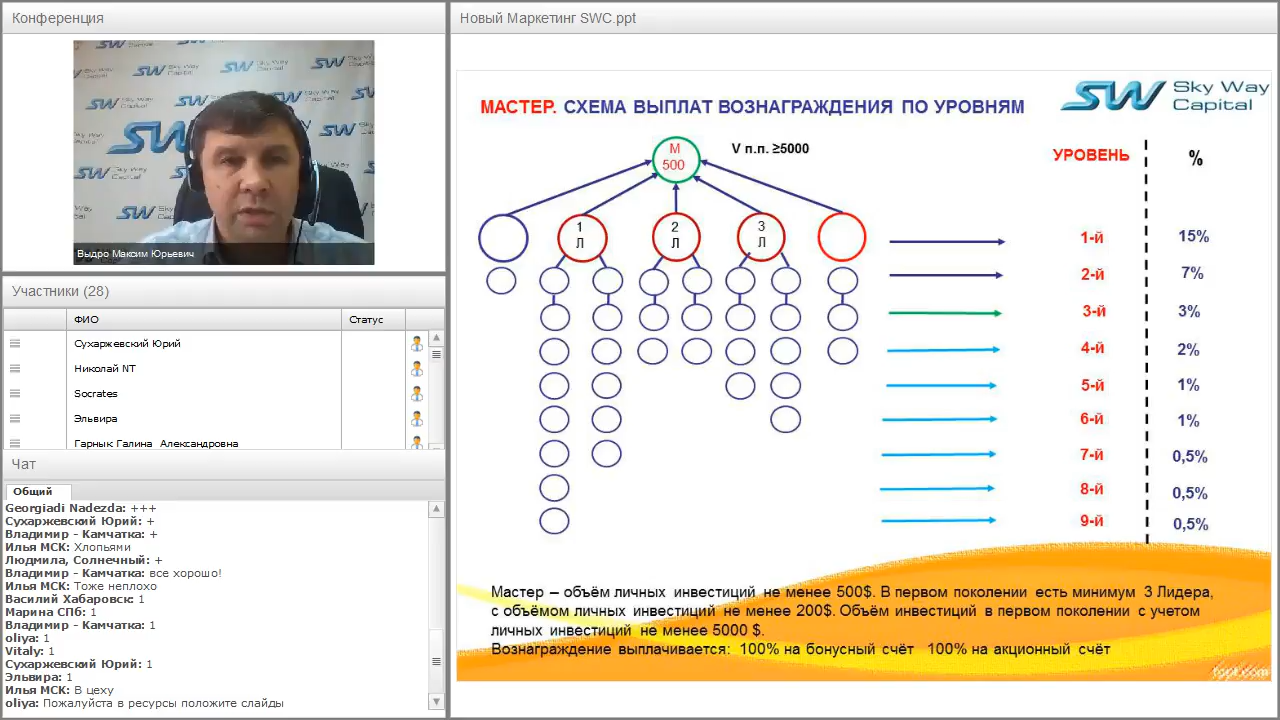 Конференция
Новый Маркетинг SWC.ppt
SW Sky Way Capital
Выдро Максим Юрьевич
Участники (28)
ФИО Статус
Сухаржевский Юрий
Николай NT
Socrates
Эльвира
Гарнык Галина Александровна
Чат
Общий
Georgiadi Nadezda: +++
Сухаржевский Юрий: +
Владимир - Камчатка: +
Илья МСК: Хлопьями
Людмила, Солнечный: +
Владимир - Камчатка: все хорошо!
Илья МСК: Тоже неплохо
Василий Хабаровск: 1
Марина СПб: 1
Владимир - Камчатка: 1
oliya: 1
Vitaly: 1
Сухаржевский Юрий: 1
Эльвира: 1
Илья МСК: В цеху
oliya: Пожалуйста в ресурсы положите слайды
МАСТЕР. СХЕМА ВЫПЛАТ ВОЗНАГРАЖДЕНИЯ ПО УРОВНЯМ
SW Sky Way
Capital
М
500
V п.п. ≥5000
УРОВЕНЬ %
1
Л
2
Л
3
Л
1-й 15%
2-й 7%
3-й 3%
4-й 2%
5-й 1%
6-й 1%
7-й 0,5%
8-й 0,5%
9-й 0,5%
Мастер – объём личных инвестиций не менее 500$. В первом поколении есть минимум 3 Лидера,
с объёмом личных инвестиций не менее 200$. Объём инвестиций в первом поколении с учетом
личных инвестиций не менее 5000 $.
Вознаграждение выплачивается: 100% на бонусный счёт 100% на акционный счёт